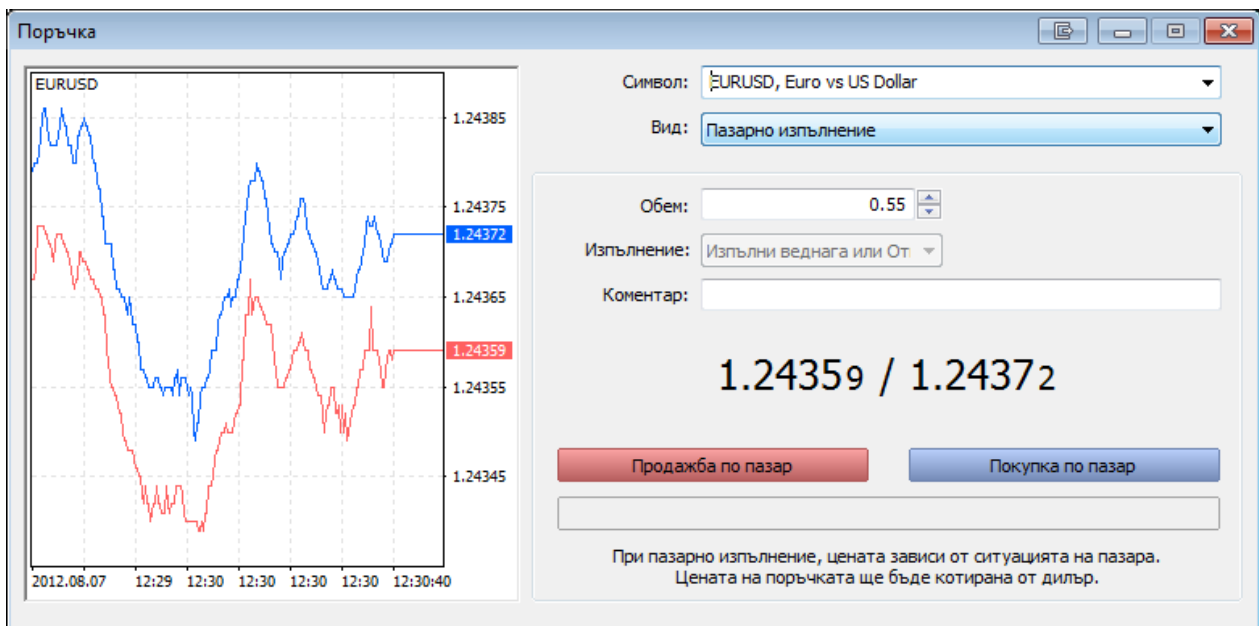 Поръчка
EURUSD
1.24385
1.24375
1.24372
1.24365
1.24359
1.24355
1.24345
2012.08.07 12:29 12:30 12:30 12:30 12:30 12:30:40
Символ: EURUSD, Euro vs US Dollar
Вид: Пазарно изпълнение
Обем: 0.55
Изпълнение: Изпълни веднага или От
Коментар:
1.24359 / 1.24372
Продажба по пазар Покупка по пазар
При пазарно изпълнение, цената зависи от ситуацията на пазара.
Цената на поръчката ще бъде котирана от дилър.